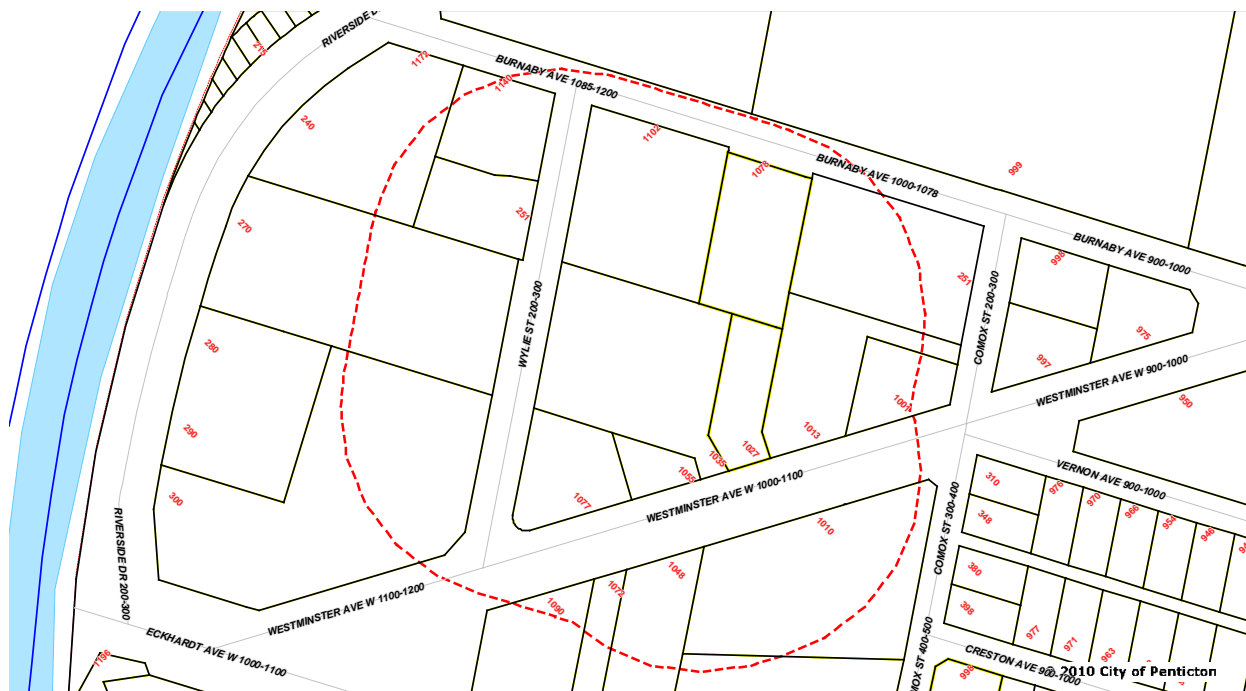 RIVERSIDE D
215
1172
BURNABY AVE 1085-1200
1140
240
1102
1078
BURNABY AVE 1000-1078
999
251
270
251
BURNABY AVE 900-1000
998
975
997
COMOX ST 200-300
WYLIE ST 200-300
280
WESTMINSTER AVE W 900-1000
950
1001
290
1013
1027
1035
1055
300
1077
WESTMINSTER AVE W 1000-1100
VERNON AVE 900-1000
310
976
970
966
954
946
94
348
1010
COMOX ST 300-400
RIVERSIDE DR 200-300
1048
380
1072
1090
398
WESTMINSTER AVE W 1100-1200
ECKHARDT AVE W 1000-1100
977
971
963
1196
MOX ST 400-500
CRESTON AVE 900-1000
998
© 2010 City of Penticton